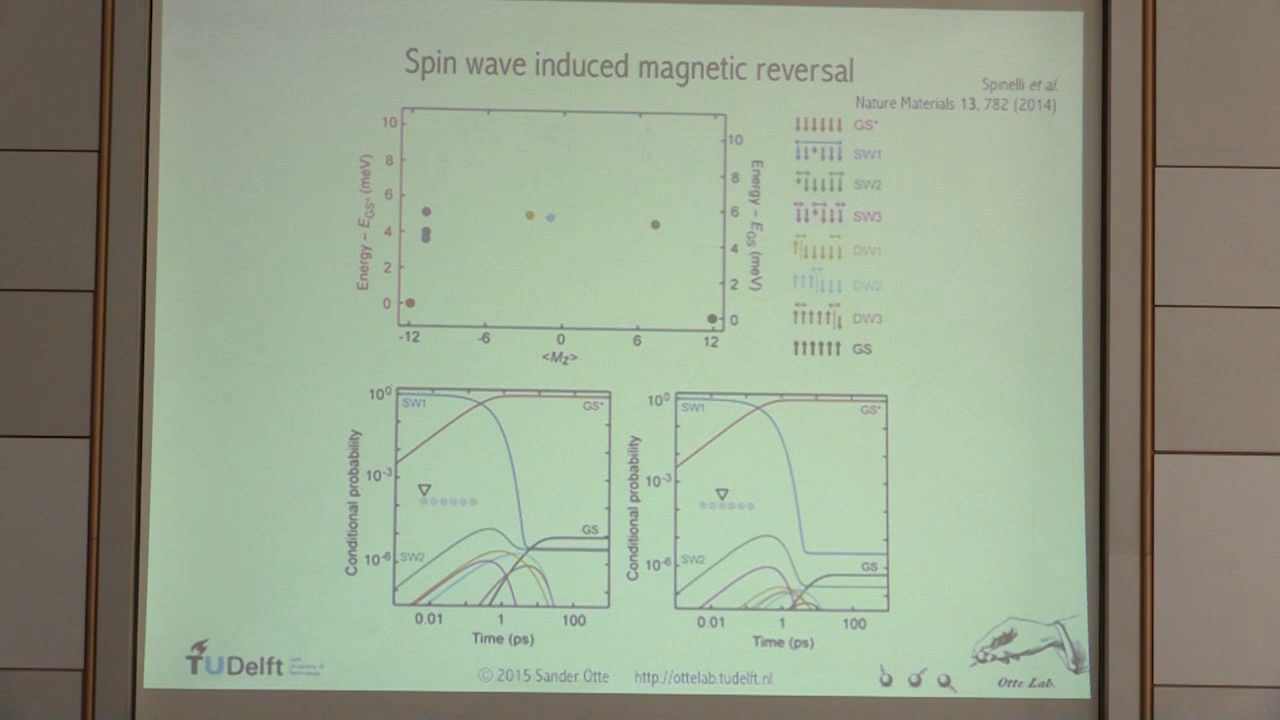 Spin wave induced magnetic reversal
Spinelli et al.
Nature Materials 13, 782 (2014)
Energy – E_GS* (meV)
10
8
6
4
2
0
-12
-6
0
6
12
<M_Z>
10
8
6
4
2
0
Energy – E_GS (meV)
GS*
SW1
SW2
SW3
DW1
DW2
DW3
GS
Conditional probability
10^0
10^-3
10^-6
SW1
GS*
GS
SW2
0.01
1
100
Time (ps)
Conditional probability
10^0
10^-3
10^-6
SW1
GS*
GS
SW2
0.01
1
100
Time (ps)
TUDelft
© 2015 Sander Otte
http://ottelab.tudelft.nl
Otte Lab.